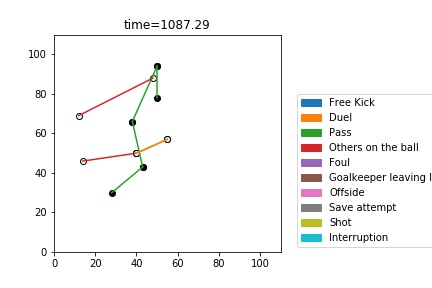 time=1087.29
100
80
60
40
20
0
0 20 40 60 80 100
Free Kick
Duel
Pass
Others on the ball
Foul
Goalkeeper leaving l
Offside
Save attempt
Shot
Interruption